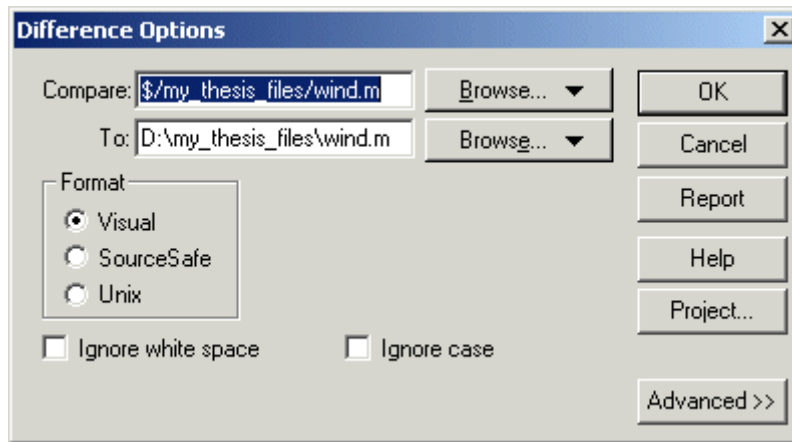 Difference Options
Compare: $/my_thesis_files/wind.m Browse... OK
To: D:\my_thesis_files\wind.m Browse... Cancel
Format Report
Visual
SourceSafe Help
Unix Project...
Ignore white space Ignore case
Advanced >>